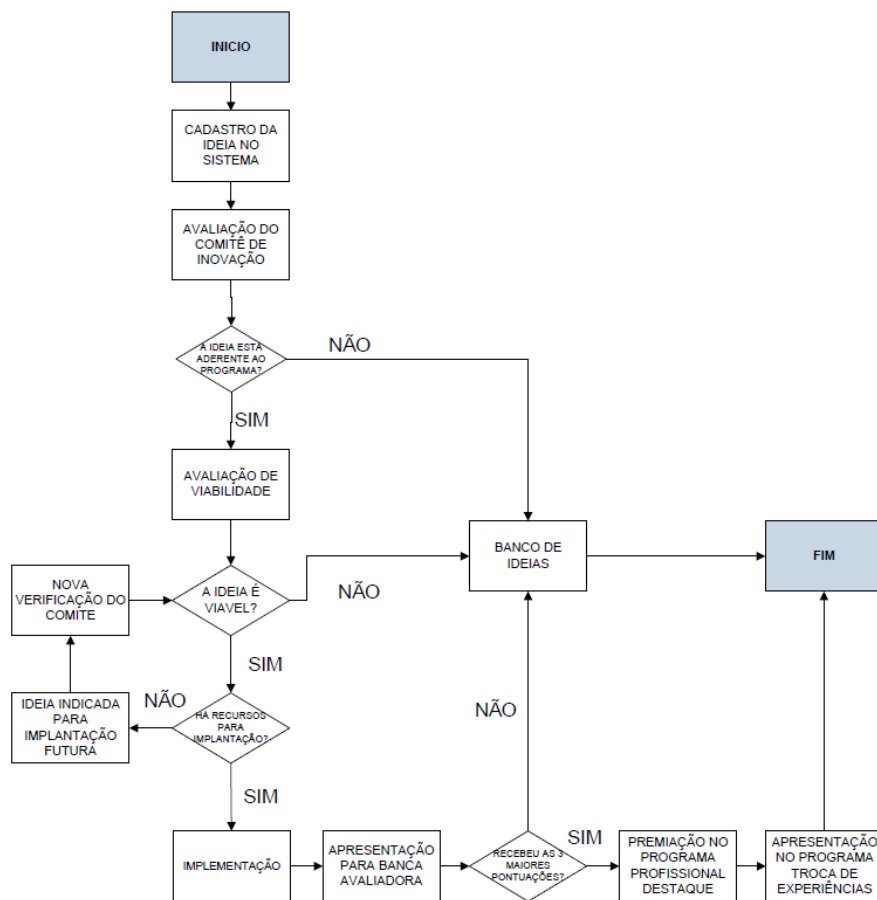 INICIO
CADASTRO DA
IDEIA NO
SISTEMA
AVALIAÇÃO DO
COMITÊ DE
INOVAÇÃO
A IDEIA ESTÁ
ADERENTE AO
PROGRAMA?
NÃO
SIM
AVALIAÇÃO DE
VIABILIDADE
BANCO DE
IDEIAS
FIM
NOVA
VERIFICAÇÃO DO
COMITE
A IDEIA É
VIAVEL?
NÃO
SIM
IDEIA INDICADA
PARA
IMPLANTAÇÃO
FUTURA
NÃO
HÁ RECURSOS
PARA
IMPLANTAÇÃO?
NÃO
SIM
IMPLEMENTAÇÃO
APRESENTAÇÃO
PARA BANCA
AVALIADORA
RECEBEU AS 3
MAIORES
PONTUAÇÕES?
SIM
PREMIAÇÃO NO
PROGRAMA
PROFISSIONAL
DESTAQUE
APRESENTAÇÃO
NO PROGRAMA
TROCA DE
EXPERIÊNCIAS